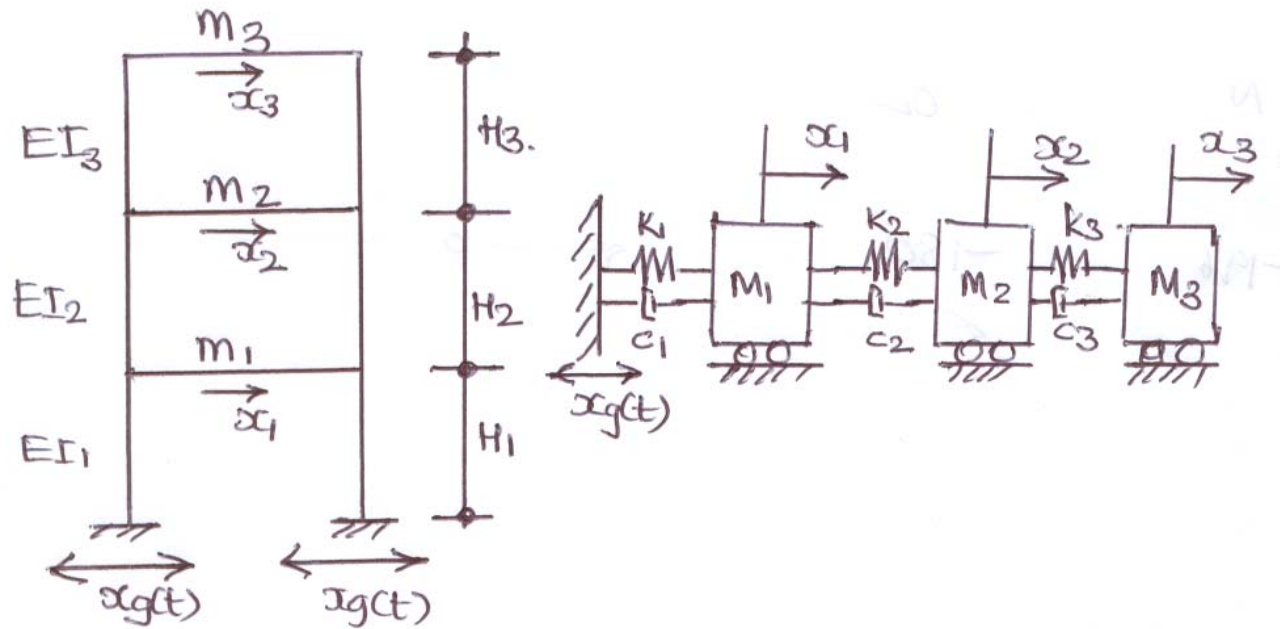 m3
x3
EI3
H3.
m2
x2
EI2
H2
m1
x1
EI1
H1
xg(t)
xg(t)
x1
x2
x3
K1
K2
K3
M1
M2
M3
C1
C2
C3
xg(t)